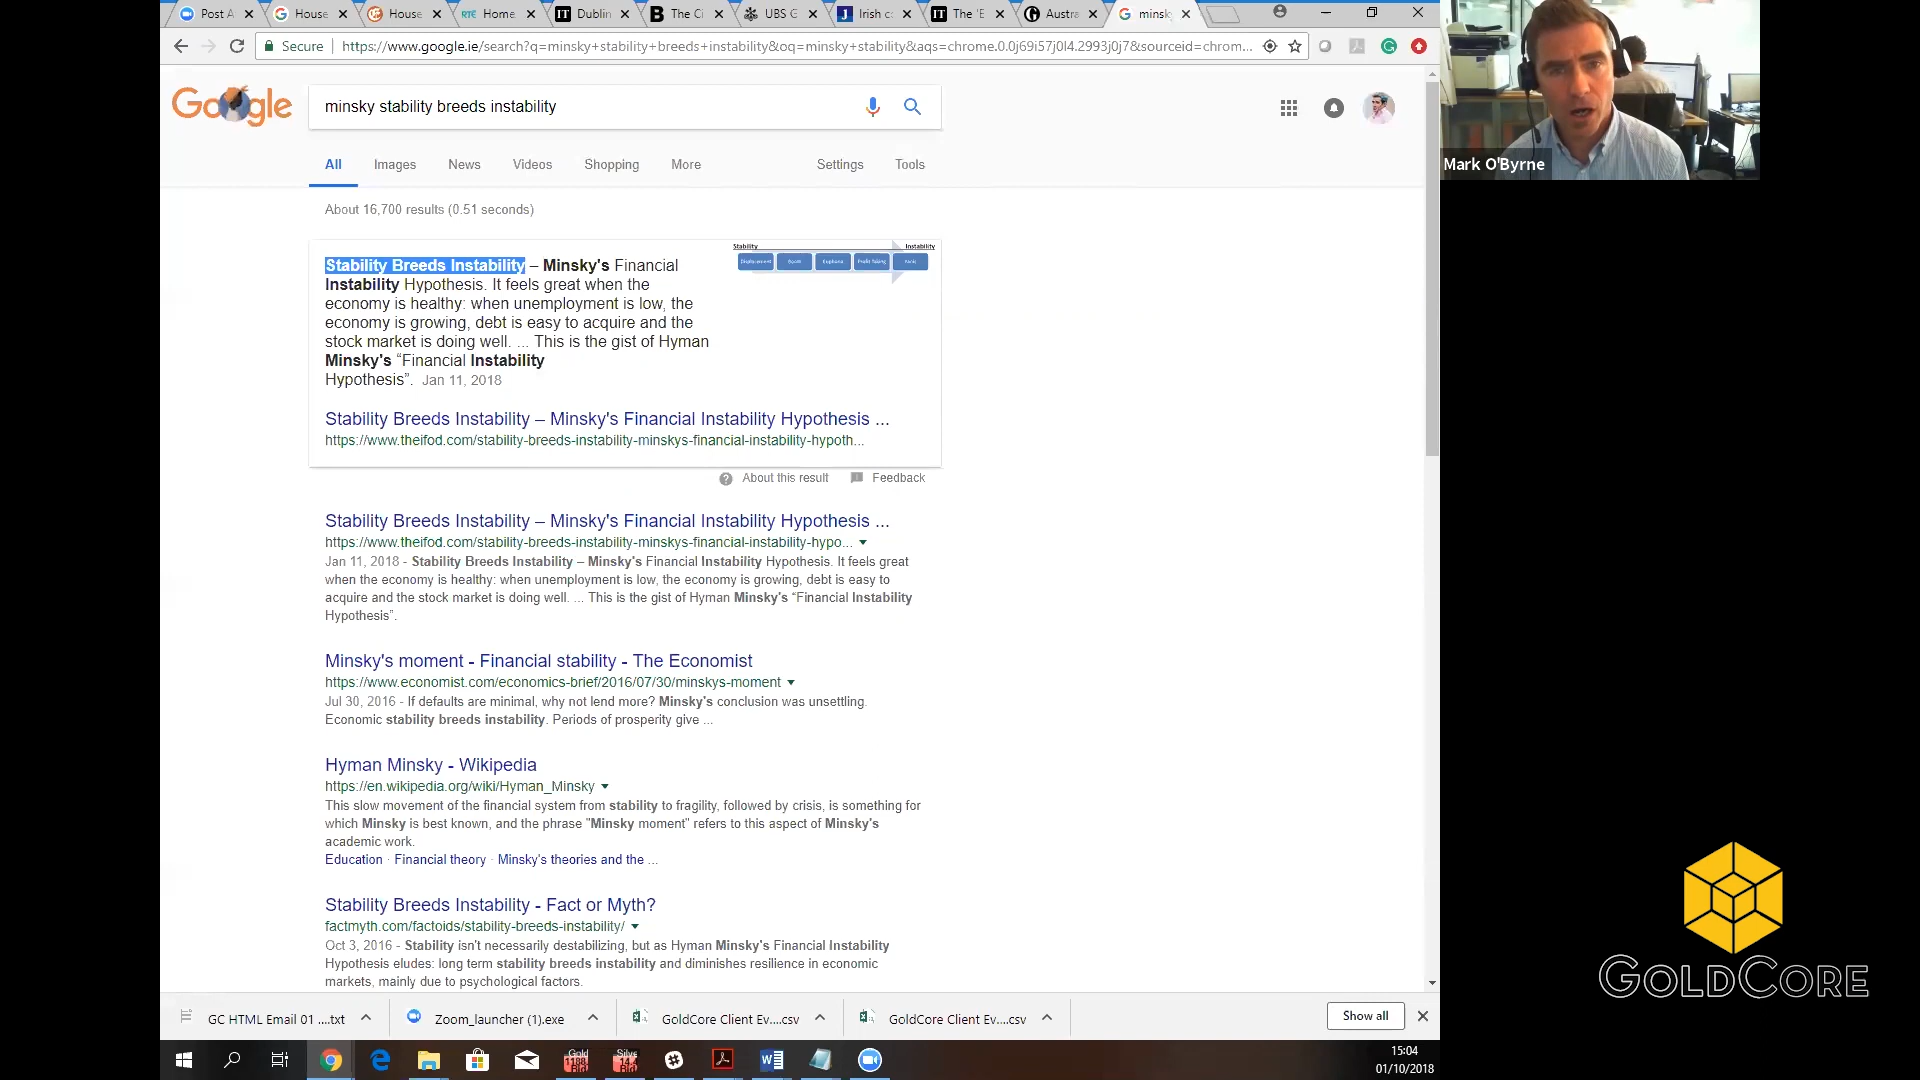 Post A
House
House
Home
Dublin
The Ci
UBS G
Irish c
The 'E
Austra
minsk
Secure
https://www.google.ie/search?q=minsky+stability+breeds+instability&oq=minsky+stability&aqs=chrome.0.0j69i57j0l4.2993j0j7&sourceid=chrom...
Mark O'Byrne
Google
minsky stability breeds instability
All Images News Videos Shopping More Settings Tools
About 16,700 results (0.51 seconds)
Stability Breeds Instability – Minsky's Financial
Instability Hypothesis. It feels great when the
economy is healthy: when unemployment is low, the
economy is growing, debt is easy to acquire and the
stock market is doing well. ... This is the gist of Hyman
Minsky's “Financial Instability
Hypothesis”. Jan 11, 2018
Stability Instability
Displacement Boom Euphoria Profit Taking Panic
Stability Breeds Instability – Minsky's Financial Instability Hypothesis ...
https://www.theifod.com/stability-breeds-instability-minskys-financial-instability-hypoth...
About this result Feedback
Stability Breeds Instability – Minsky's Financial Instability Hypothesis ...
https://www.theifod.com/stability-breeds-instability-minskys-financial-instability-hypo...
Jan 11, 2018 - Stability Breeds Instability – Minsky's Financial Instability Hypothesis. It feels great
when the economy is healthy: when unemployment is low, the economy is growing, debt is easy to
acquire and the stock market is doing well. ... This is the gist of Hyman Minsky's “Financial Instability
Hypothesis”.
Minsky's moment - Financial stability - The Economist
https://www.economist.com/economics-brief/2016/07/30/minskys-moment
Jul 30, 2016 - If defaults are minimal, why not lend more? Minsky's conclusion was unsettling.
Economic stability breeds instability. Periods of prosperity give ...
Hyman Minsky - Wikipedia
https://en.wikipedia.org/wiki/Hyman_Minsky
This slow movement of the financial system from stability to fragility, followed by crisis, is something for
which Minsky is best known, and the phrase "Minsky moment" refers to this aspect of Minsky's
academic work.
Education · Financial theory · Minsky's theories and the ...
Stability Breeds Instability - Fact or Myth?
factmyth.com/factoids/stability-breeds-instability/
Oct 3, 2016 - Stability isn't necessarily destabilizing, but as Hyman Minsky's Financial Instability
Hypothesis eludes: long term stability breeds instability and diminishes resilience in economic
markets, mainly due to psychological factors.
GOLDCORE
GC HTML Email 01 ....txt
Zoom_launcher (1).exe
GoldCore Client Ev....csv
GoldCore Client Ev....csv
Show all
Gold
1188.
Bid
Silve
14.4
Bid
15:04
01/10/2018